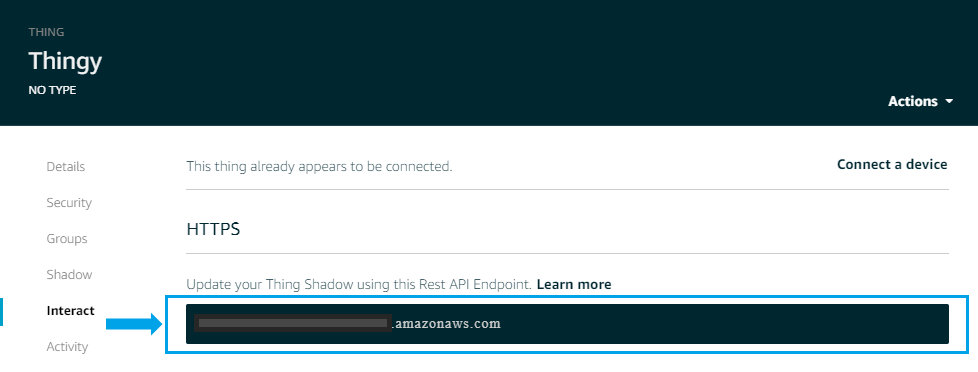 THING
Thingy
NO TYPE
Actions
Details
Security
Groups
Shadow
Interact
Activity
This thing already appears to be connected.
Connect a device
HTTPS
Update your Thing Shadow using this Rest API Endpoint. Learn more
.amazonaws.com